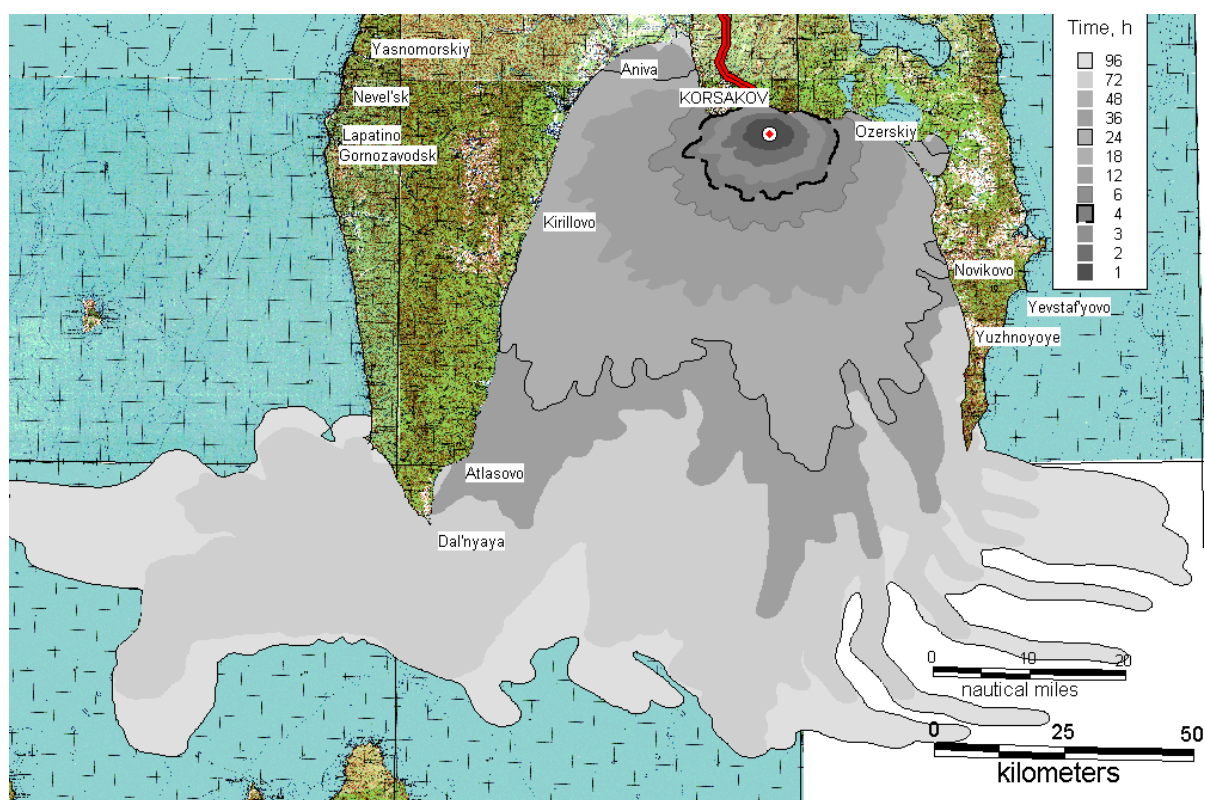 Time, h
96
72
48
36
24
18
12
6
4
3
2
1
Yasnomorskiy
Aniva
Nevel'sk
KORSAKOV
Lapatino
Ozerskiy
Gornozavodsk
Kirillovo
Novikovo
Yevstaf'yovo
Yuzhnoyoye
Atlasovo
Dal'nyaya
0 10 20
nautical miles
0 25 50
kilometers